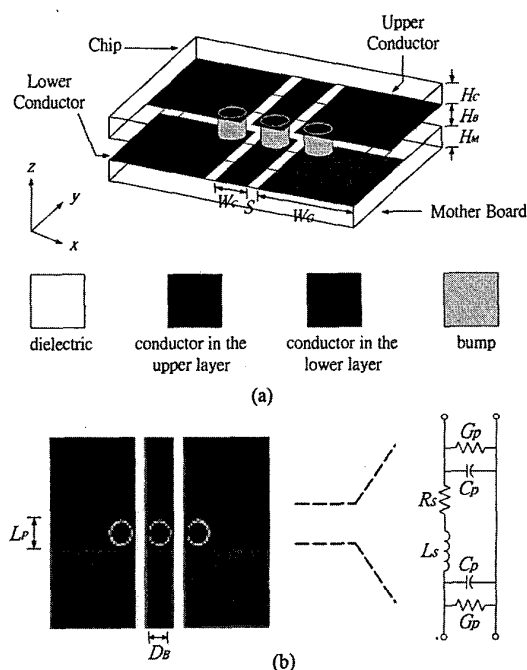 Chip
Upper
Conductor
Lower
Conductor
HC
HB
HM
z
y
x
WC
S
WG
Mother Board
dielectric
conductor in the
upper layer
conductor in the
lower layer
bump
(a)
LP
DB
Gp
Cp
Rs
Ls
Cp
Gp
(b)